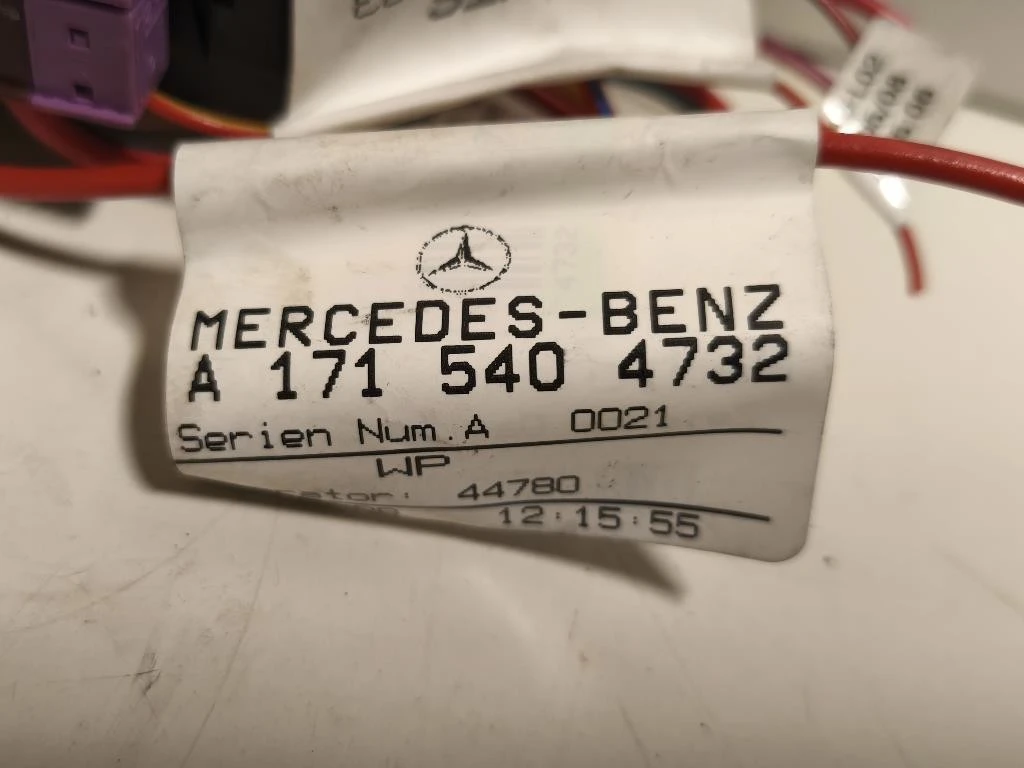 MERCEDES-BENZ
A 171 540 4732
Serien Num.A 0021
WP
44780
12:15:55